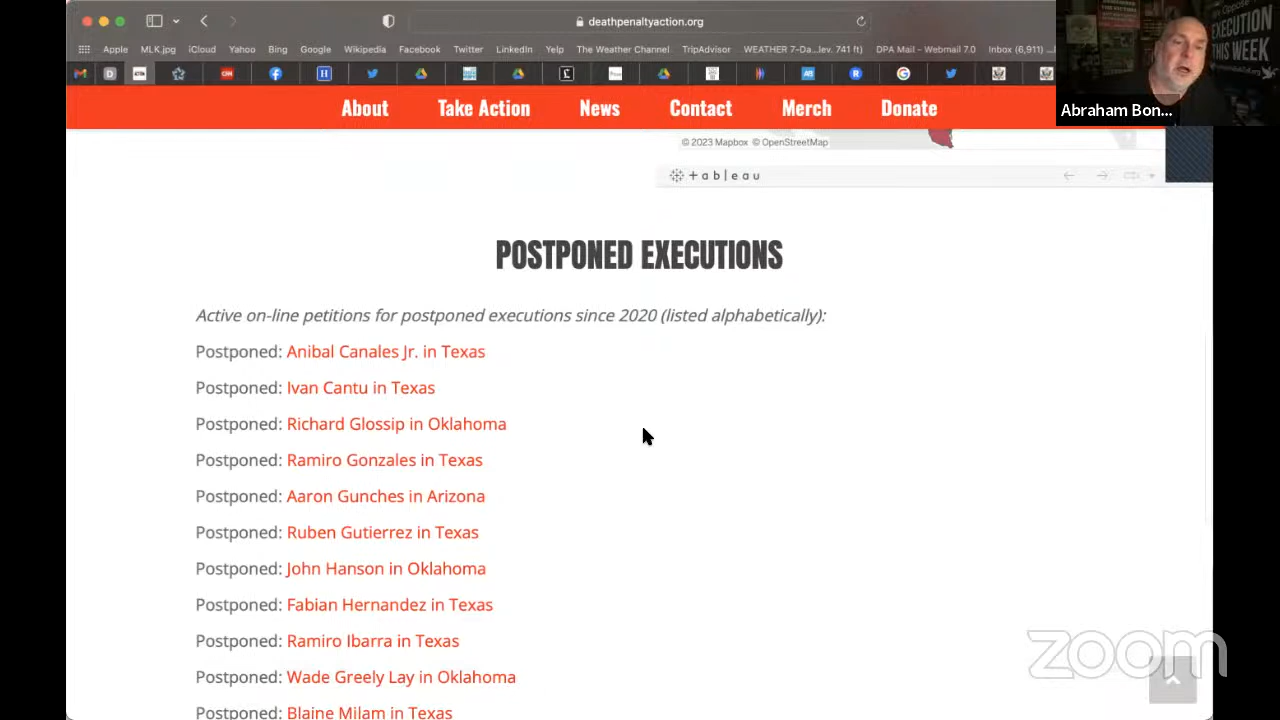 deathpenaltyaction.org
Apple MLK.jpg iCloud Yahoo Bing Google Wikipedia Facebook Twitter LinkedIn Yelp The Weather Channel TripAdvisor WEATHER 7-Da...lev. 741 ft) DPA Mail – Webmail 7.0 Inbox (6,911)
EXECUTION
THIS WEEK
Abraham Bon...
About Take Action News Contact Merch Donate
© 2023 Mapbox © OpenStreetMap
+ableau
POSTPONED EXECUTIONS
Active on-line petitions for postponed executions since 2020 (listed alphabetically):
Postponed: Anibal Canales Jr. in Texas
Postponed: Ivan Cantu in Texas
Postponed: Richard Glossip in Oklahoma
Postponed: Ramiro Gonzales in Texas
Postponed: Aaron Gunches in Arizona
Postponed: Ruben Gutierrez in Texas
Postponed: John Hanson in Oklahoma
Postponed: Fabian Hernandez in Texas
Postponed: Ramiro Ibarra in Texas
Postponed: Wade Greely Lay in Oklahoma
Postponed: Blaine Milam in Texas
zoom